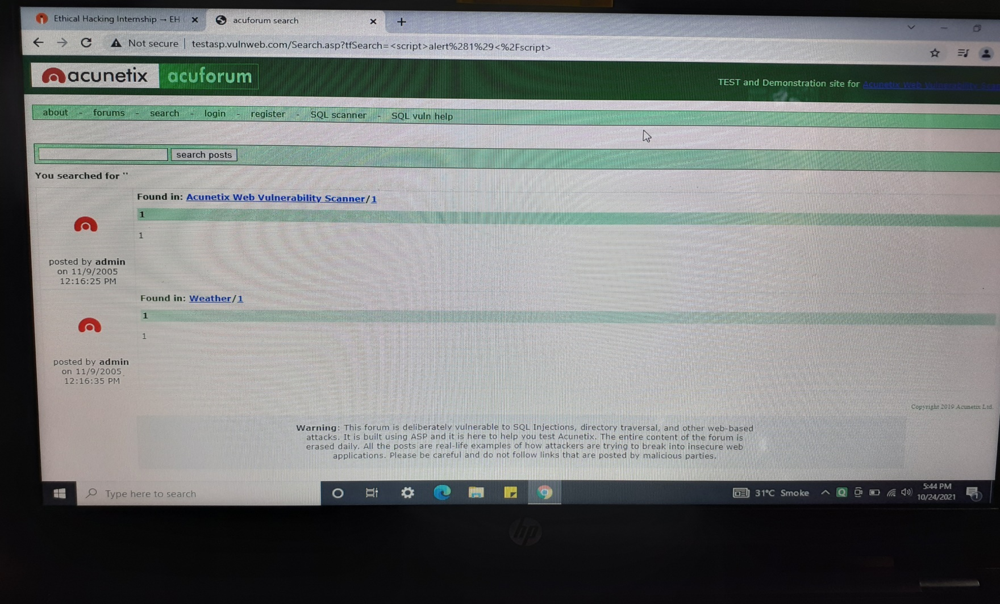 Ethical Hacking Internship → EH
acuforum search
Not secure | testasp.vulnweb.com/Search.asp?tfSearch=<script>alert%281%29<%2Fscript>
acunetix acuforum
TEST and Demonstration site for Acunetix Web Vulnerability
about - forums - search - login - register - SQL scanner - SQL vuln help
search posts
You searched for ''
Found in: Acunetix Web Vulnerability Scanner/1
1
1
posted by admin
on 11/9/2005
12:16:25 PM
Found in: Weather/1
1
1
posted by admin
on 11/9/2005
12:16:35 PM
Copyright 2019 Acunetix Ltd.
Warning: This forum is deliberately vulnerable to SQL Injections, directory traversal, and other web-based
attacks. It is built using ASP and it is here to help you test Acunetix. The entire content of the forum is
erased daily. All the posts are real-life examples of how attackers are trying to break into insecure web
applications. Please be careful and do not follow links that are posted by malicious parties.
Type here to search
31°C Smoke
5:44 PM
10/24/2021
1
hp